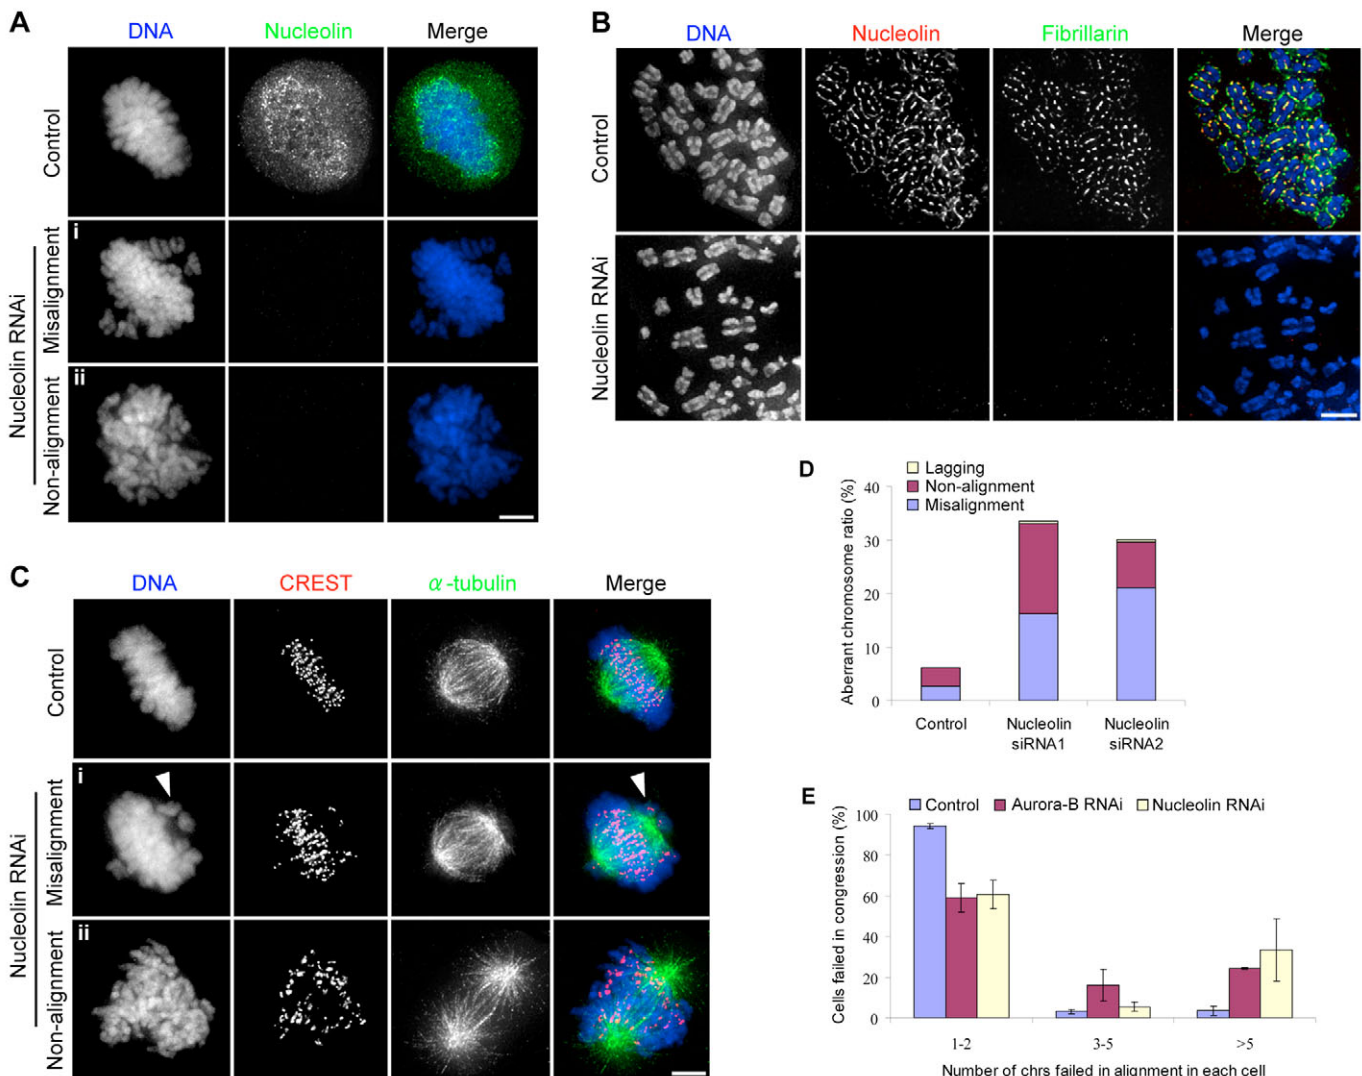 A
DNA Nucleolin Merge
Control
Nucleolin RNAi
i
Misalignment
ii
Non-alignment
B
DNA Nucleolin Fibrillarin Merge
Control
Nucleolin RNAi
C
DNA CREST α-tubulin Merge
Control
Nucleolin RNAi
i
Misalignment
ii
Non-alignment
D
Lagging
Non-alignment
Misalignment
Aberrant chromosome ratio (%)
40
30
20
10
0
Control Nucleolin siRNA1 Nucleolin siRNA2
E
Control Aurora-B RNAi Nucleolin RNAi
Cells failed in congression (%)
100
80
60
40
20
0
1-2 3-5 >5
Number of chrs failed in alignment in each cell